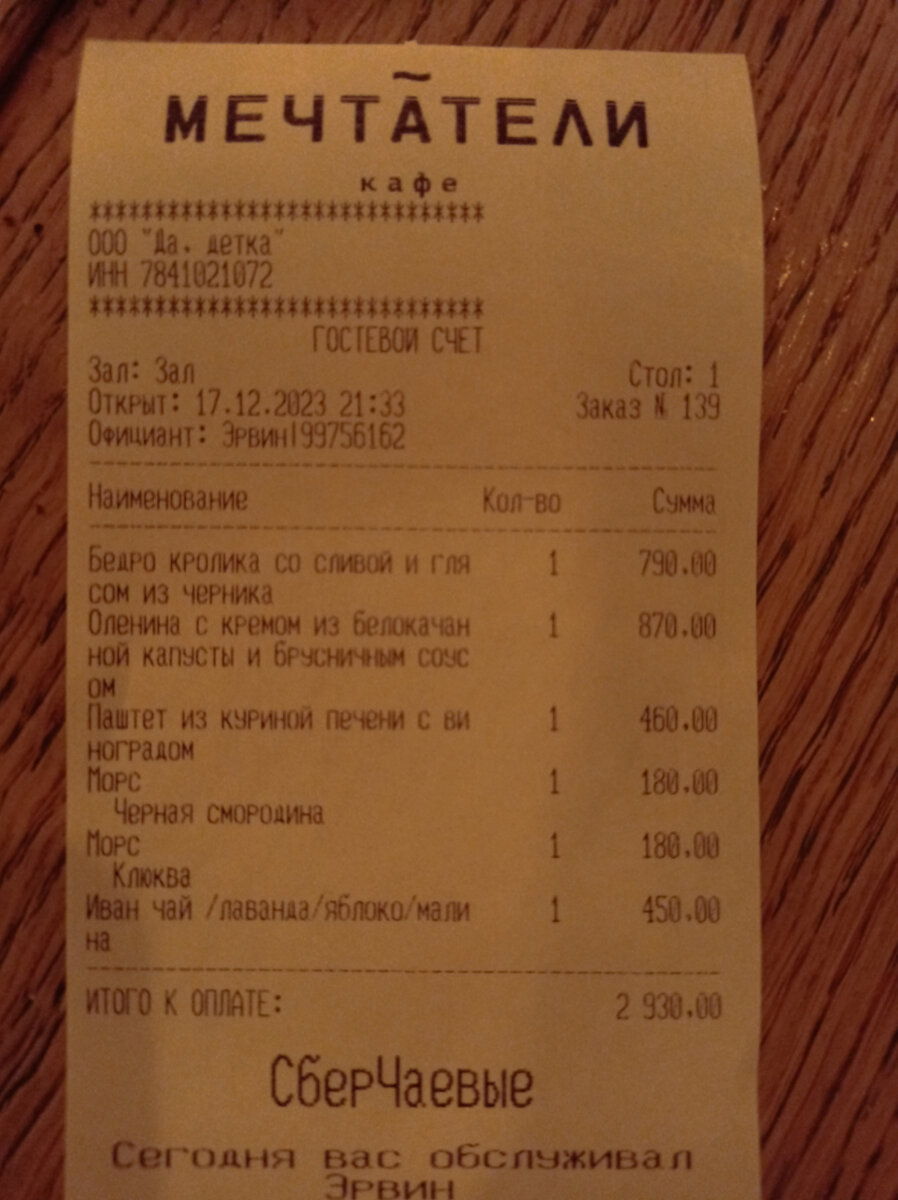 МЕЧТАТЕЛИ
кафе
******************************
ООО "Да, детка"
ИНН 7841021072
******************************
ГОСТЕВОЙ СЧЕТ
Зал: Зал Стол: 1
Открыт: 17.12.2023 21:33 Заказ № 139
Официант: Эрвин|99756162
Наименование Кол-во Сумма
Бедро кролика со сливой и гля 1 790.00
сом из черника
Оленина с кремом из белокачан 1 870.00
ной капусты и брусничным соус
ом
Паштет из куриной печени с ви 1 460.00
ноградом
Морс 1 180.00
Черная смородина
Морс 1 180.00
Клюква
Иван чай /лаванда/яблоко/мали 1 450.00
на
ИТОГО К ОПЛАТЕ: 2 930.00
СберЧаевые
Сегодня вас обслуживал
Эрвин